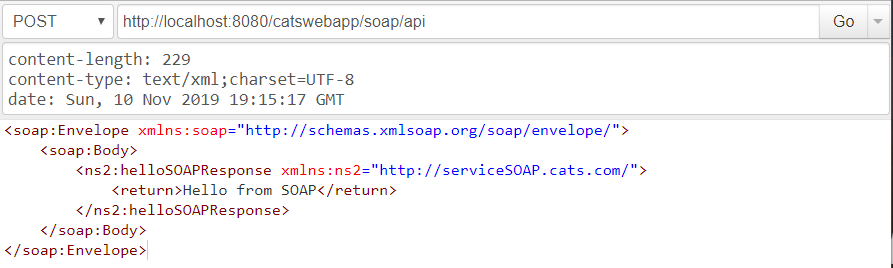 POST http://localhost:8080/catswebapp/soap/api Go
content-length: 229
content-type: text/xml;charset=UTF-8
date: Sun, 10 Nov 2019 19:15:17 GMT
<soap:Envelope xmlns:soap="http://schemas.xmlsoap.org/soap/envelope/">
    <soap:Body>
        <ns2:helloSOAPResponse xmlns:ns2="http://serviceSOAP.cats.com/">
            <return>Hello from SOAP</return>
        </ns2:helloSOAPResponse>
    </soap:Body>
</soap:Envelope>